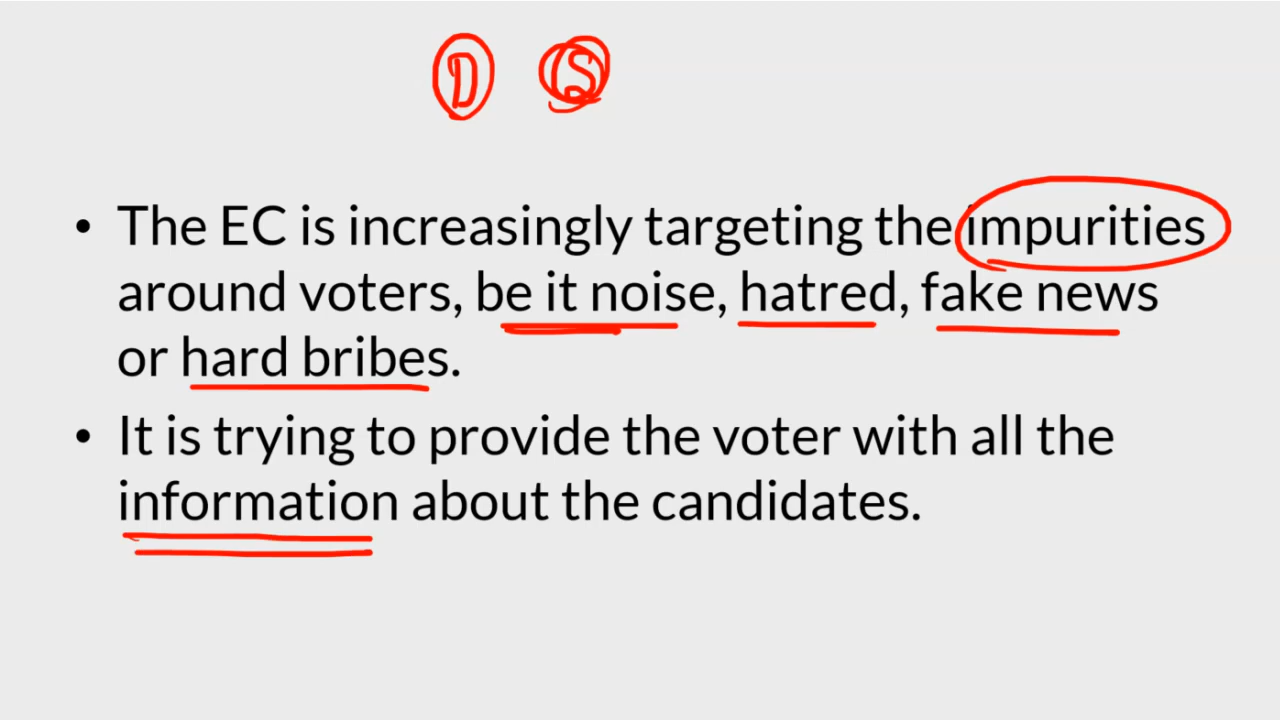 D S
• The EC is increasingly targeting the impurities
around voters, be it noise, hatred, fake news
or hard bribes.
• It is trying to provide the voter with all the
information about the candidates.